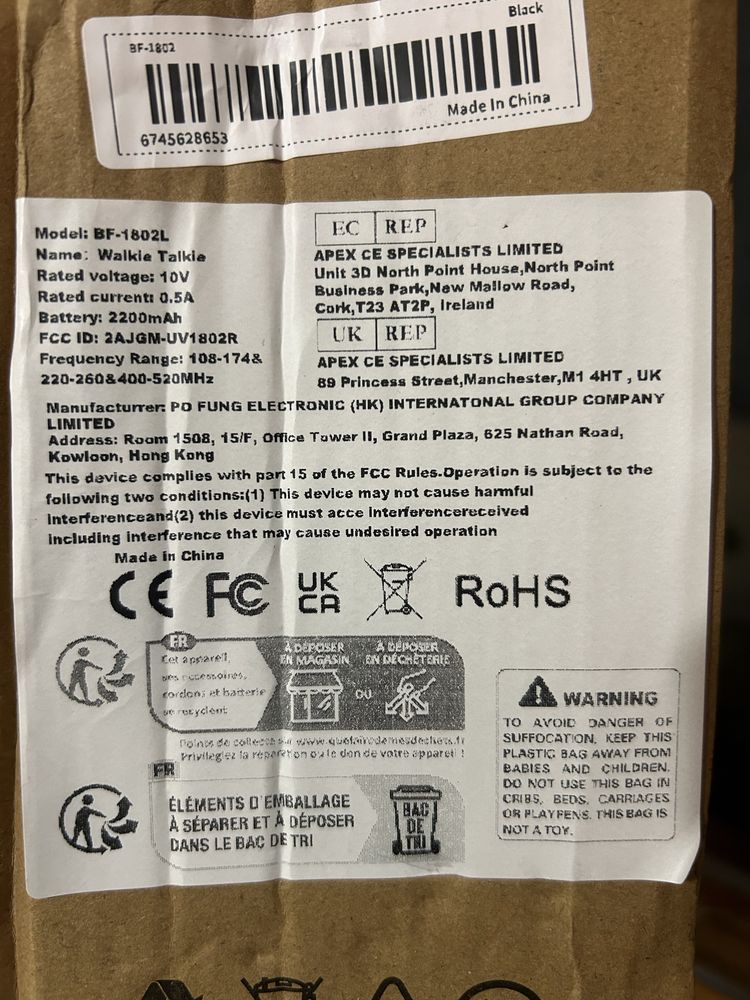 BF-1802
Black
6745628653
Made In China
Model: BF-1802L
Name: Walkie Talkie
Rated voltage: 10V
Rated current: 0.5A
Battery: 2200mAh
FCC ID: 2AJGM-UV1802R
Frequency Range: 108-174&
220-260&400-520MHz
EC REP
APEX CE SPECIALISTS LIMITED
Unit 3D North Point House,North Point
Business Park,New Mallow Road,
Cork,T23 AT2P, Ireland
UK REP
APEX CE SPECIALISTS LIMITED
89 Princess Street,Manchester,M1 4HT , UK
Manufacturrer: PO FUNG ELECTRONIC (HK) INTERNATONAL GROUP COMPANY
LIMITED
Address: Room 1508, 15/F, Office Tower II, Grand Plaza, 625 Nathan Road,
Kowloon, Hong Kong
This device complies with part 15 of the FCC Rules.Operation is subject to the
following two conditions:(1) This device may not cause harmful
interferenceand(2) this device must acce interferencereceived
including interference that may cause undesired operation
Made in China
CE FC UK
CA RoHS
FR
Cet appareil,
ses accessoires,
cordons et batterie
se recyclent
À DÉPOSER
EN MAGASIN
OU
À DÉPOSER
EN DÉCHÈTERIE
Points de collecte sur www.quefairedemesdechets.fr
Privilégiez la réparation ou le don de votre appareil !
FR
ÉLÉMENTS D'EMBALLAGE
À SÉPARER ET À DÉPOSER
DANS LE BAC DE TRI
BAC
DE
TRI
WARNING
TO AVOID DANGER OF
SUFFOCATION, KEEP THIS
PLASTIC BAG AWAY FROM
BABIES AND CHILDREN.
DO NOT USE THIS BAG IN
CRIBS, BEDS, CARRIAGES
OR PLAYPENS. THIS BAG IS
NOT A TOY.